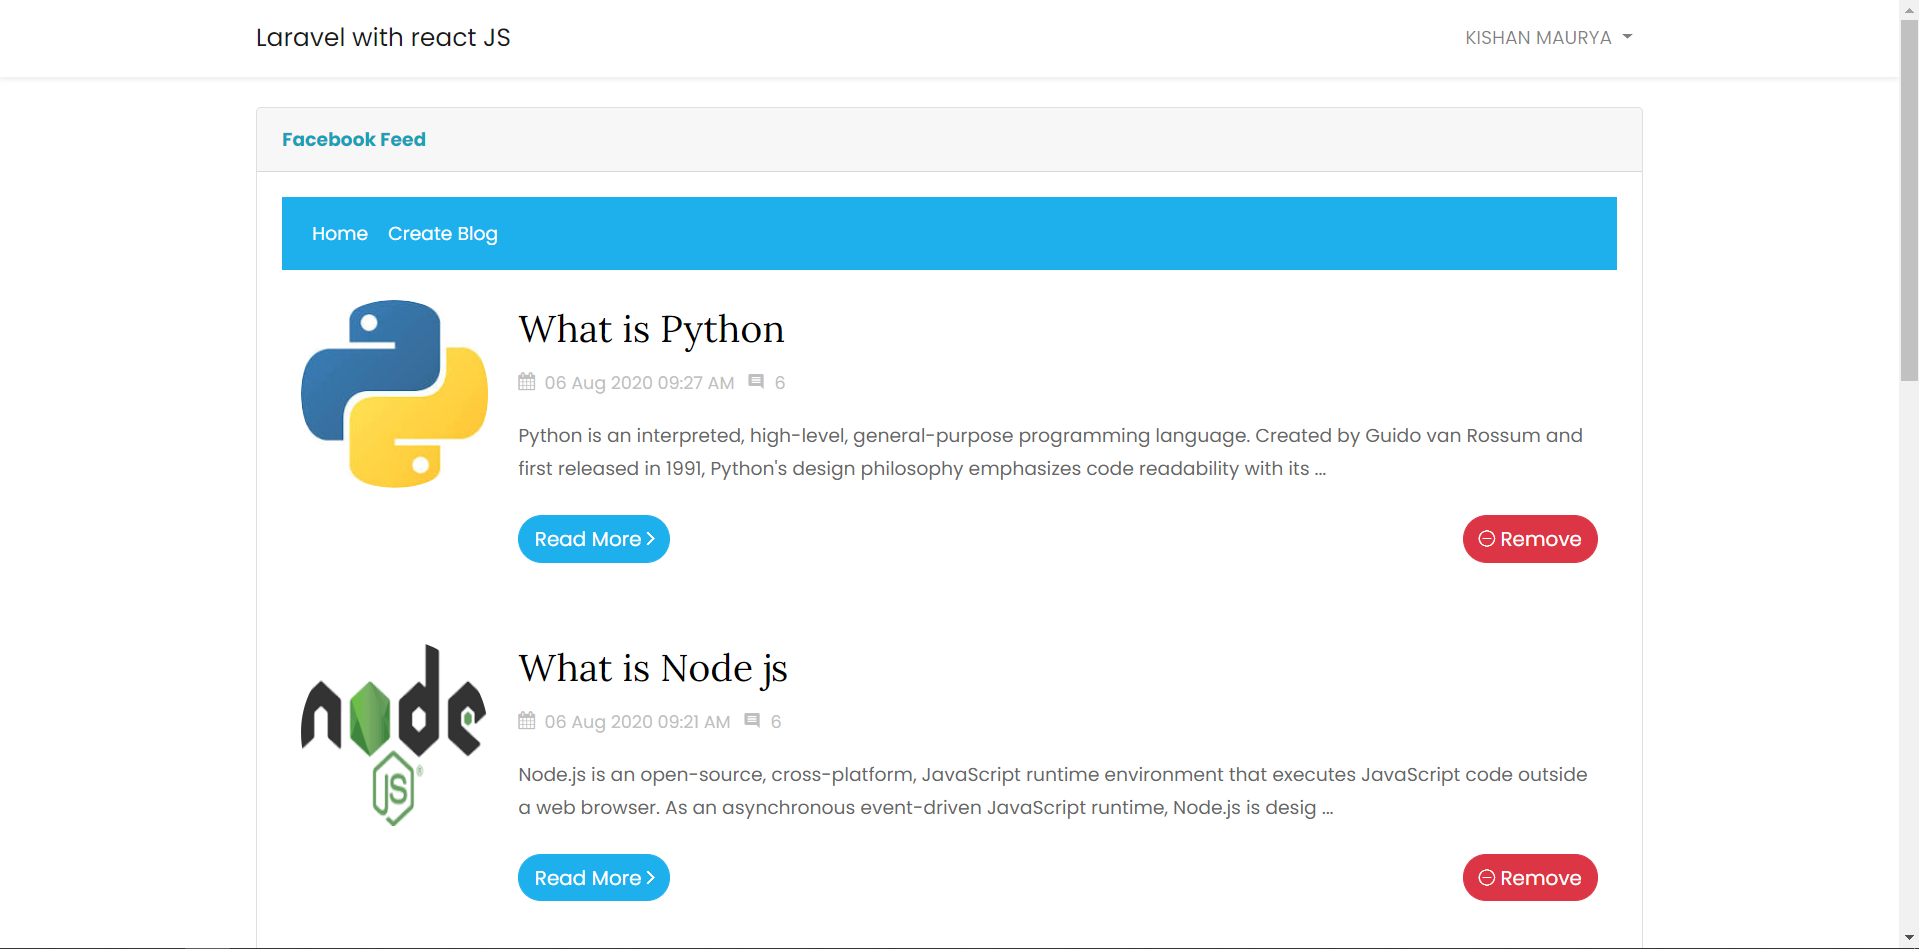 Laravel with react JS
KISHAN MAURYA
Facebook Feed
Home Create Blog
What is Python
06 Aug 2020 09:27 AM 6
Python is an interpreted, high-level, general-purpose programming language. Created by Guido van Rossum and
first released in 1991, Python's design philosophy emphasizes code readability with its ...
Read More
Remove
node
JS
®
What is Node js
06 Aug 2020 09:21 AM 6
Node.js is an open-source, cross-platform, JavaScript runtime environment that executes JavaScript code outside
a web browser. As an asynchronous event-driven JavaScript runtime, Node.js is desig ...
Read More
Remove